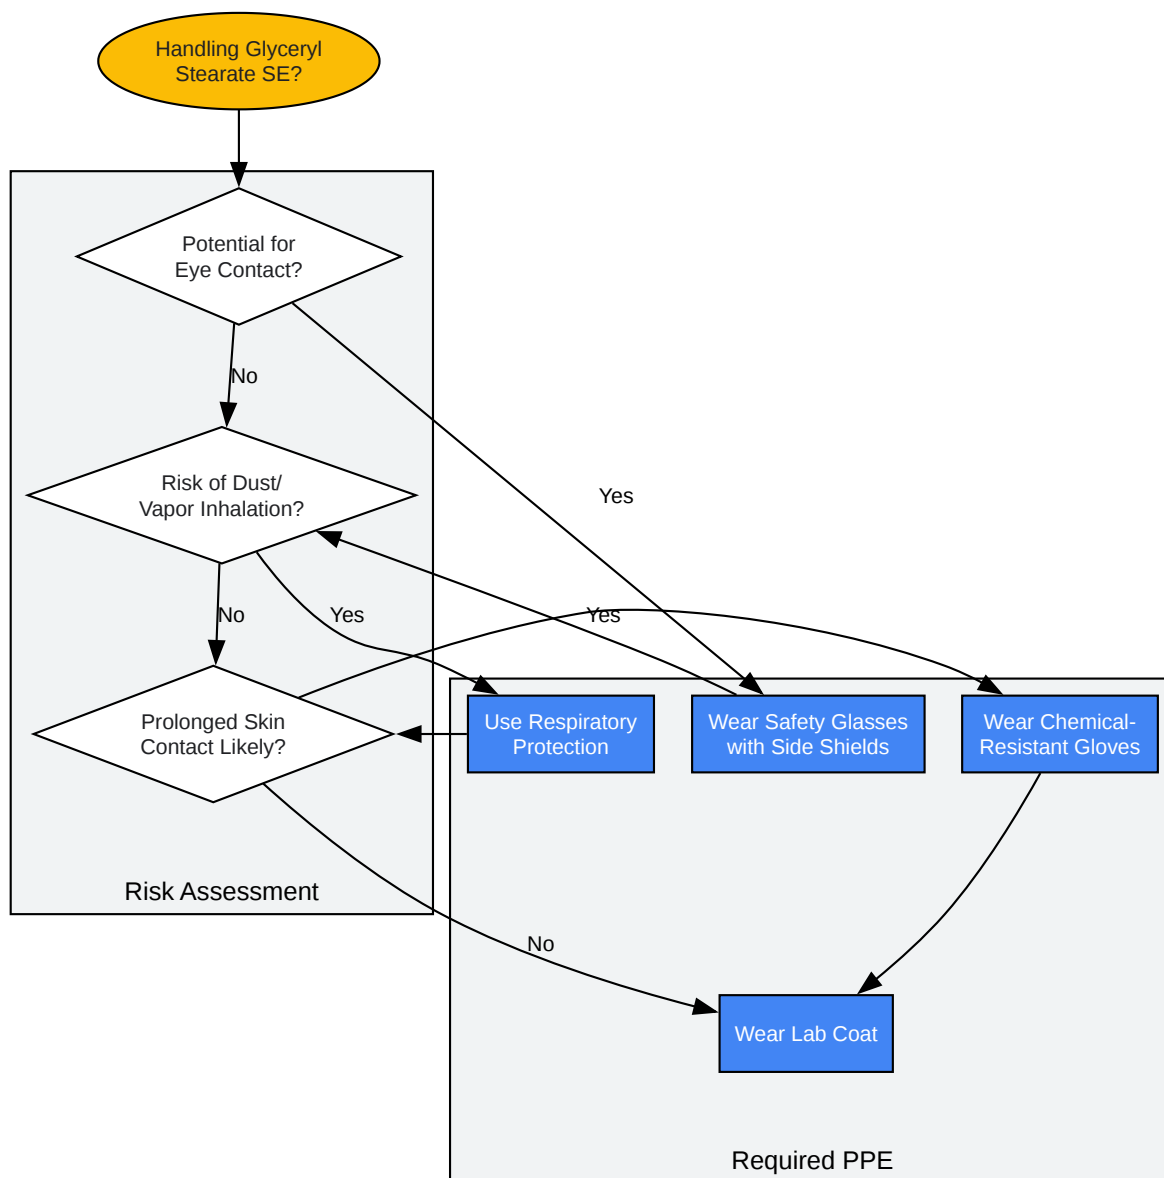 Handling Glyceryl
Stearate SE?
Potential for
Eye Contact?
No
Yes
Risk of Dust/
Vapor Inhalation?
No
Yes
Yes
Prolonged Skin
Contact Likely?
Use Respiratory
Protection
Wear Safety Glasses
with Side Shields
Wear Chemical-
Resistant Gloves
Risk Assessment
No
Wear Lab Coat
Required PPE